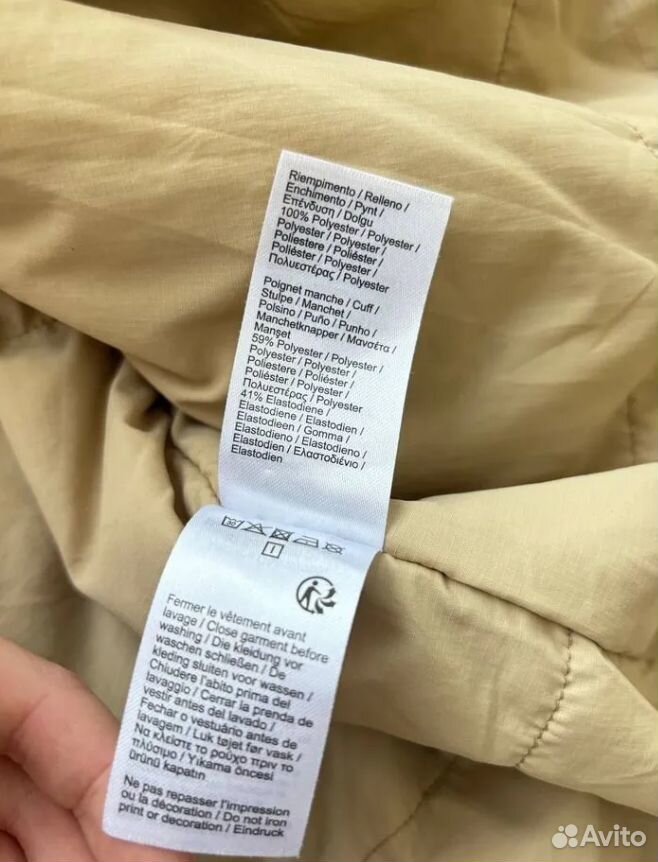 Riempimento / Relleno /
Enchimento / Pynt /
Επένδυση / Dolgu
100% Polyester / Polyester /
Polyester / Polyester /
Poliestere / Poliéster /
Poliéster / Polyester /
Πολυεστέρας / Polyester
Poignet manche / Cuff /
Stulpe / Manchet /
Polsino / Puño / Punho /
Manchetknapper / Μανσέτα /
Manset
59% Polyester / Polyester /
Polyester / Polyester /
Poliestere / Poliéster /
Poliéster / Polyester /
Πολυεστέρας / Polyester
41% Elastodiene /
Elastodiene / Elastodien /
Elastodieen / Gomma /
Elastodieno / Elastodieno /
Elastodien / Ελαστοδιένιο /
Elastodien
30
I
Fermer le vêtement avant
lavage / Close garment before
washing / Die kleidung vor
waschen schließen / De
kleding sluiten voor wassen /
Chiudere l'abito prima del
lavaggio / Cerrar la prenda de
vestir antes del lavado /
Fechar o vestuário antes de
lavagem / Luk tøjet før vask /
Να κλείστε το ρούχο πριν το
πλύσιμο / Yıkama öncesi
ürünü kapatın
Ne pas repasser l'impression
ou la décoration / Do not iron
print or decoration / Eindruck
Avito